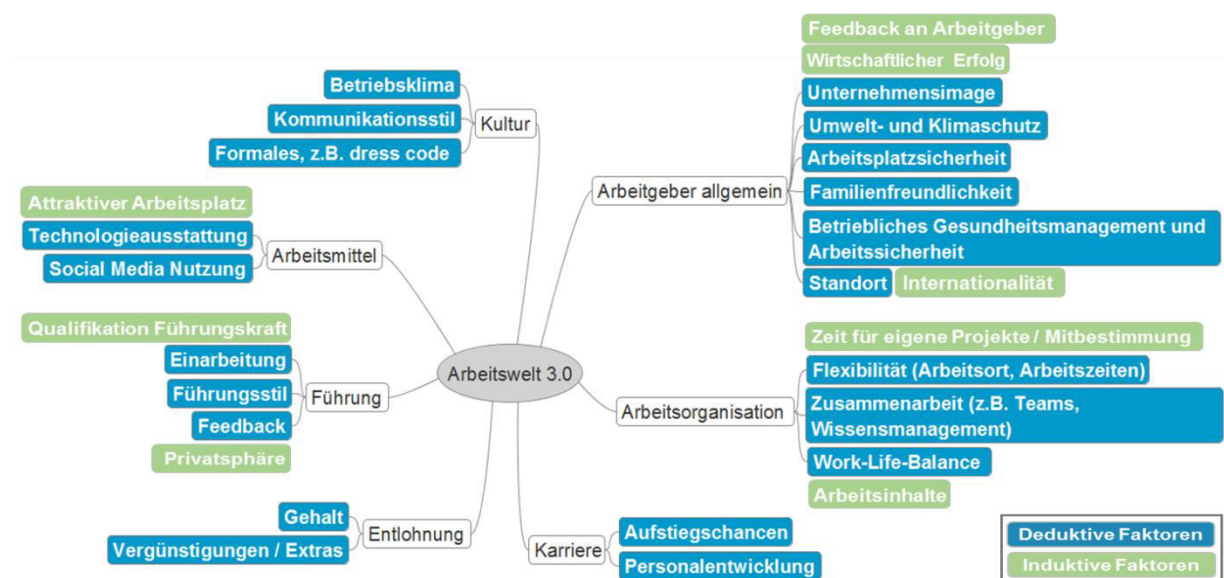 Betriebsklima
Kommunikationsstil
Formales, z.B. dress code
Kultur
Attraktiver Arbeitsplatz
Technologieausstattung
Social Media Nutzung
Arbeitsmittel
Qualifikation Führungskraft
Einarbeitung
Führungsstil
Feedback
Privatsphäre
Führung
Gehalt
Vergünstigungen / Extras
Entlohnung
Arbeitswelt 3.0
Feedback an Arbeitgeber
Wirtschaftlicher Erfolg
Unternehmensimage
Umwelt- und Klimaschutz
Arbeitsplatzsicherheit
Familienfreundlichkeit
Betriebliches Gesundheitsmanagement und
Arbeitssicherheit
Standort Internationalität
Arbeitgeber allgemein
Zeit für eigene Projekte / Mitbestimmung
Flexibilität (Arbeitsort, Arbeitszeiten)
Zusammenarbeit (z.B. Teams,
Wissensmanagement)
Work-Life-Balance
Arbeitsinhalte
Arbeitsorganisation
Karriere
Aufstiegschancen
Personalentwicklung
Deduktive Faktoren
Induktive Faktoren